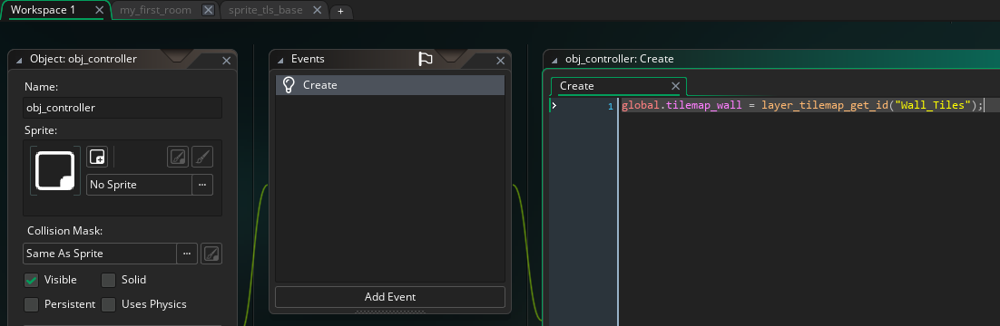 Workspace 1
my_first_room
sprite_tls_base
+
Object: obj_controller
Name:
obj_controller
Sprite:
No Sprite
...
Collision Mask:
Same As Sprite
...
Visible
Solid
Persistent
Uses Physics
Events
Create
Add Event
obj_controller: Create
Create
1 global.tilemap_wall = layer_tilemap_get_id("Wall_Tiles");